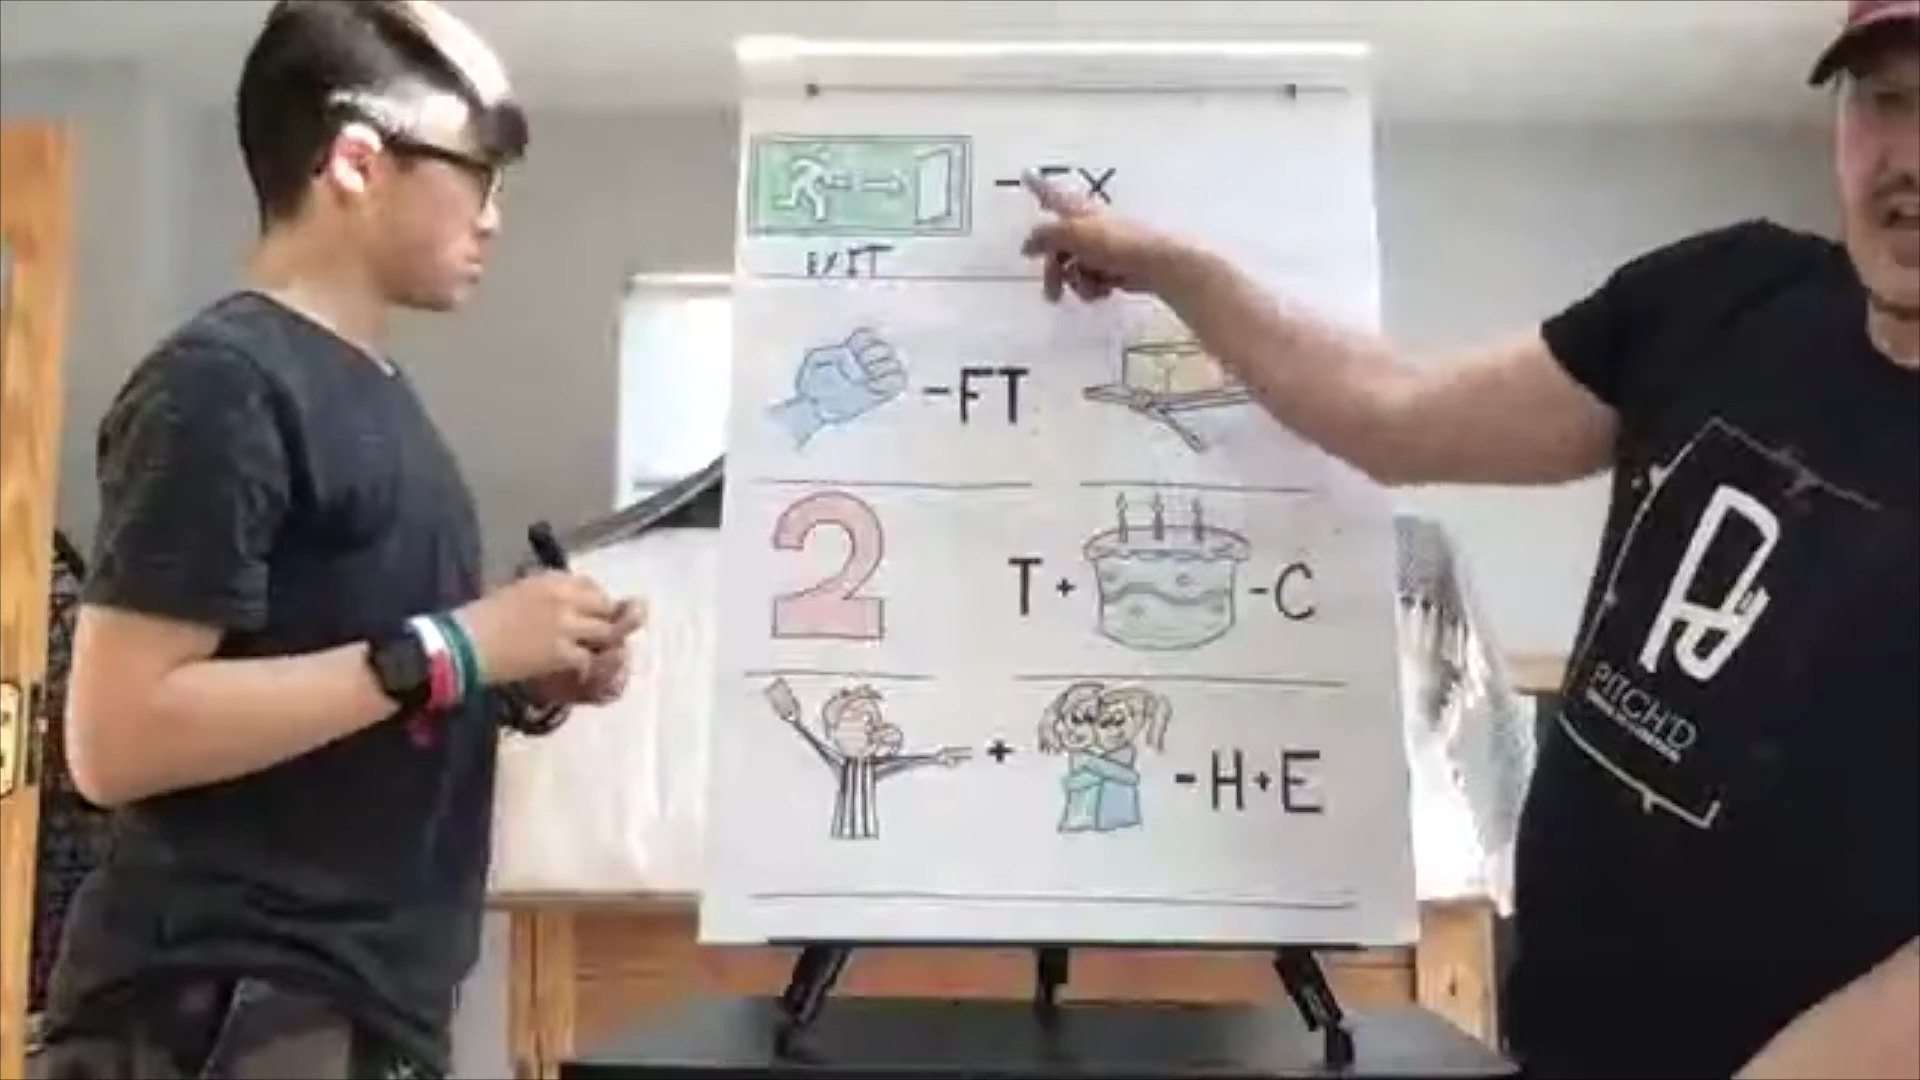 - EX
EXIT
-FT
2
T+ -C
+ -H+E
PITCH'D